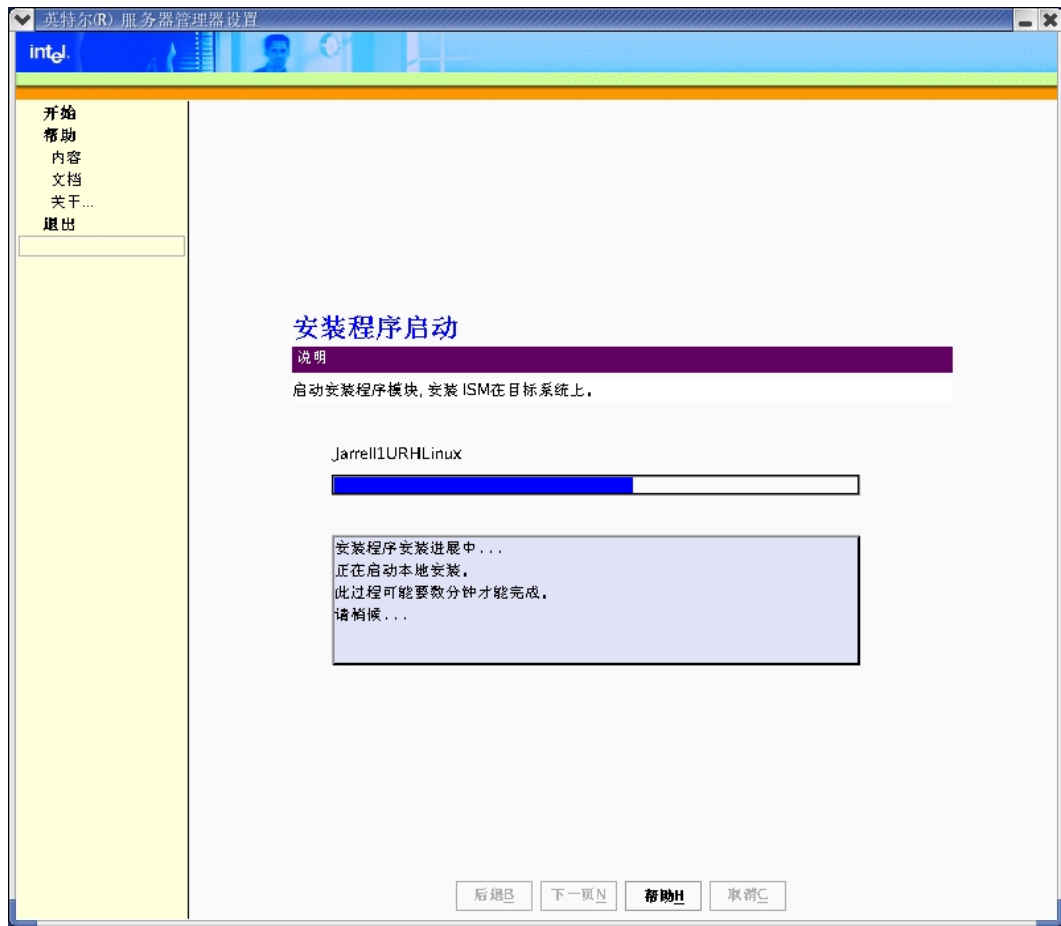 英特尔(R) 服务器管理器设置
intel.
开始
帮助
内容
文档
关于...
退出
安装程序启动
说明
启动安装程序模块, 安装 ISM在目标系统上。
Jarrell1URHLinux
安装程序安装进展中...
正在启动本地安装。
此过程可能要数分钟才能完成。
请稍候...
后退B
下一页N
帮助H
取消C